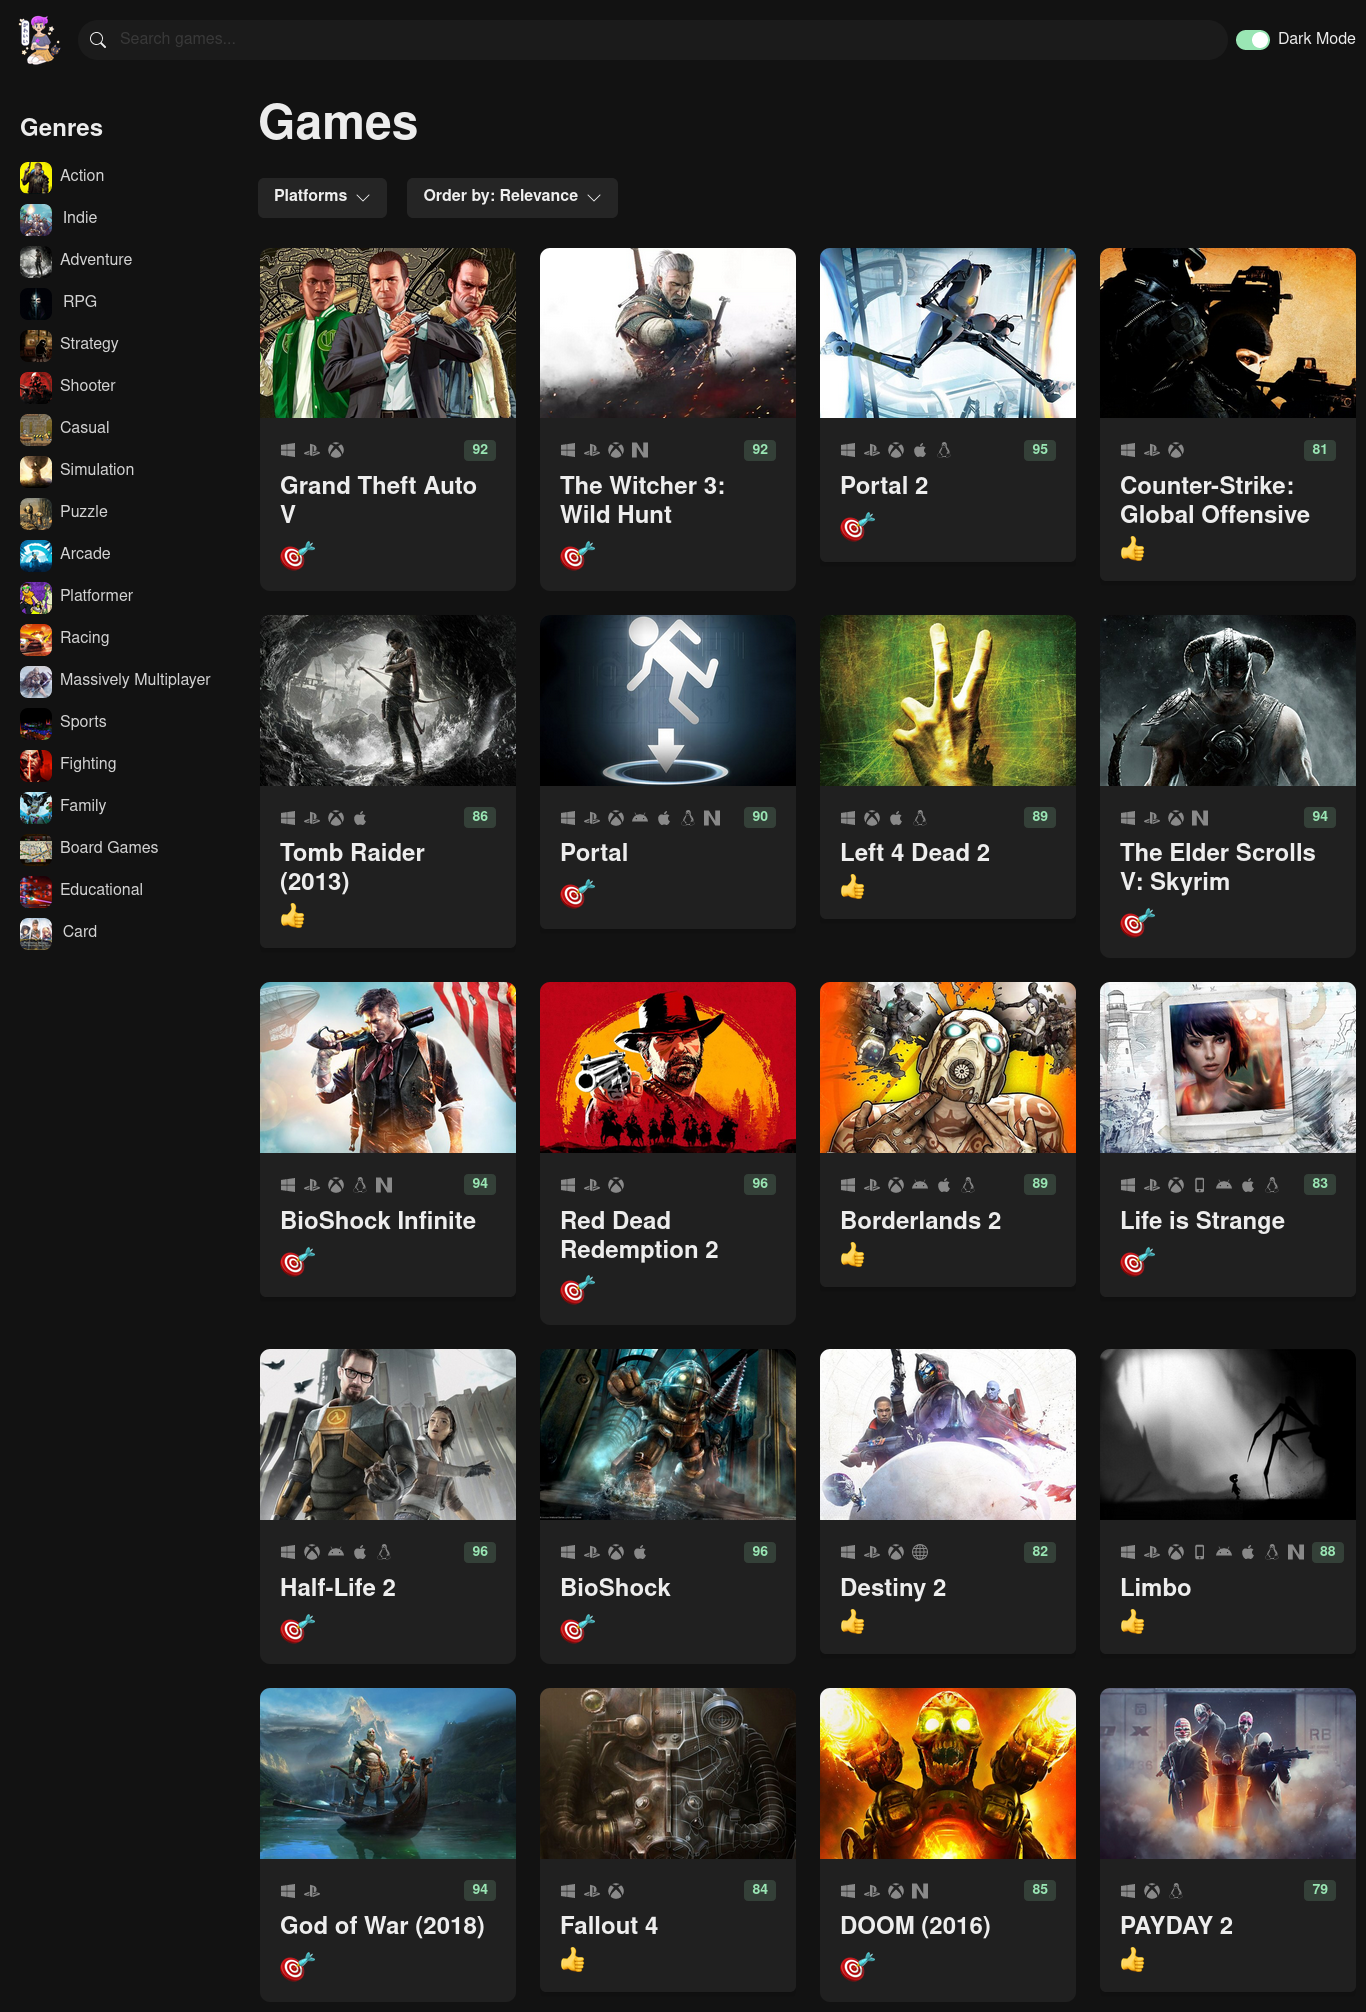 Search games...
Dark Mode
Genres
Action
Indie
Adventure
RPG
Strategy
Shooter
Casual
Simulation
Puzzle
Arcade
Platformer
Racing
Massively Multiplayer
Sports
Fighting
Family
Board Games
Educational
Card
Games
Platforms
Order by: Relevance
92
Grand Theft Auto
V
92
The Witcher 3:
Wild Hunt
95
Portal 2
81
Counter-Strike:
Global Offensive
86
Tomb Raider
(2013)
90
Portal
89
Left 4 Dead 2
94
The Elder Scrolls
V: Skyrim
94
BioShock Infinite
96
Red Dead
Redemption 2
89
Borderlands 2
83
Life is Strange
96
Half-Life 2
96
BioShock
82
Destiny 2
88
Limbo
94
God of War (2018)
84
Fallout 4
85
DOOM (2016)
RB
79
PAYDAY 2